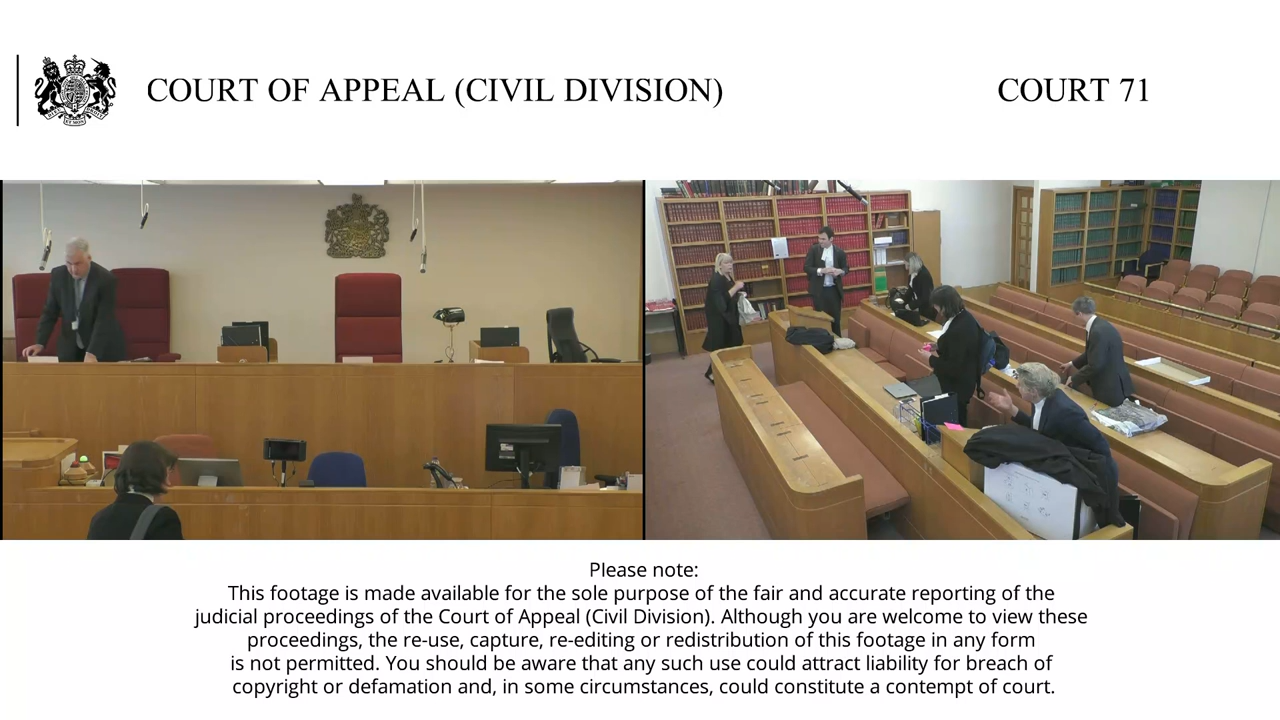 COURT OF APPEAL (CIVIL DIVISION)
COURT 71
Please note:
This footage is made available for the sole purpose of the fair and accurate reporting of the
judicial proceedings of the Court of Appeal (Civil Division). Although you are welcome to view these
proceedings, the re-use, capture, re-editing or redistribution of this footage in any form
is not permitted. You should be aware that any such use could attract liability for breach of
copyright or defamation and, in some circumstances, could constitute a contempt of court.